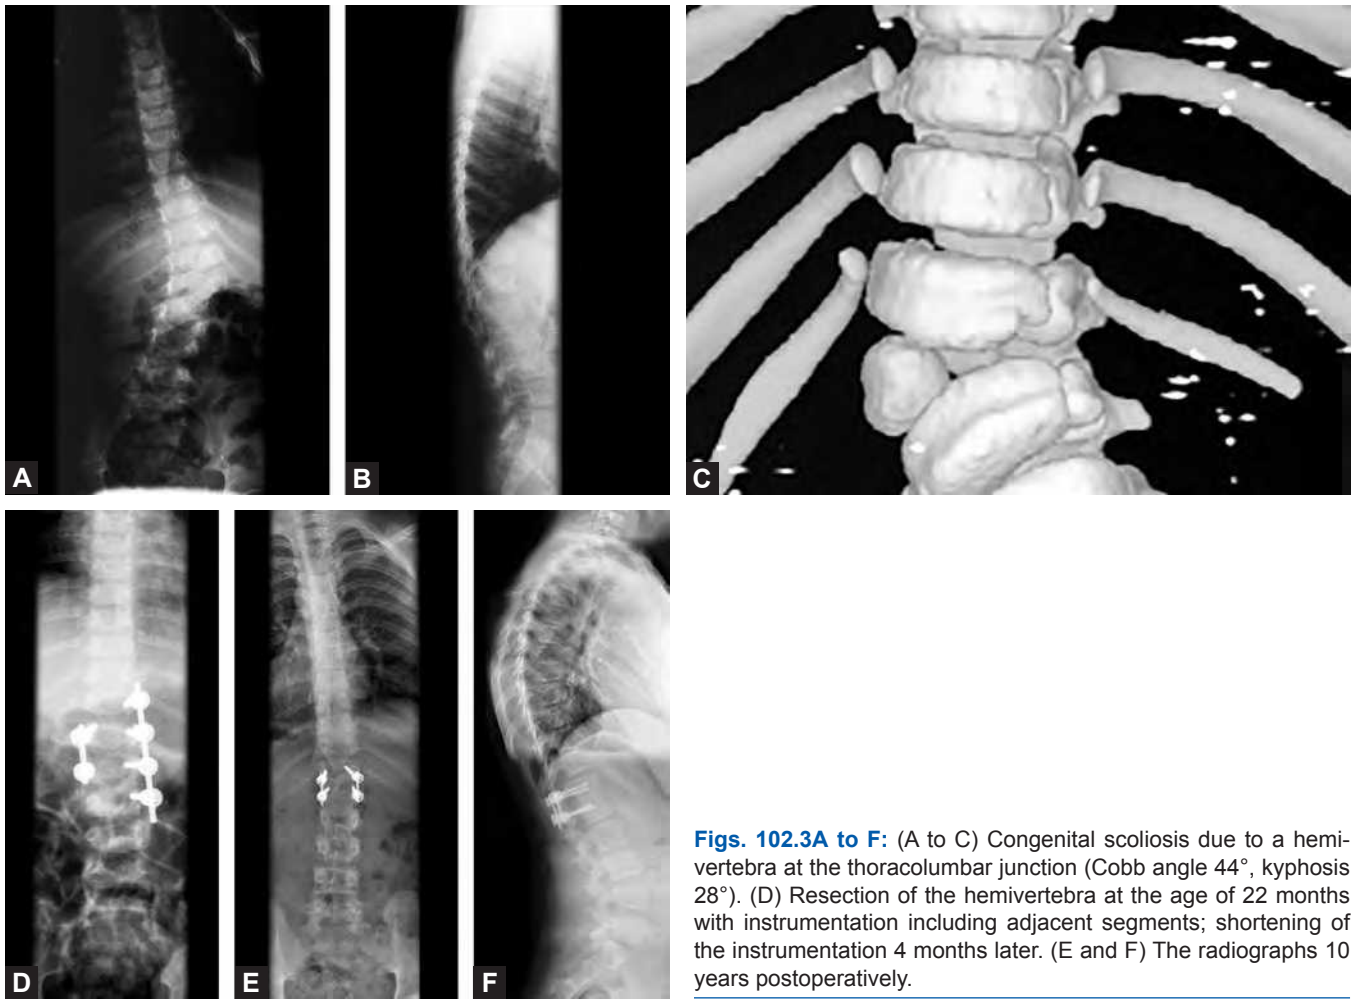 A
B
C
D
E
F
Figs. 102.3A to F: (A to C) Congenital scoliosis due to a hemi-
vertebra at the thoracolumbar junction (Cobb angle 44°, kyphosis
28°). (D) Resection of the hemivertebra at the age of 22 months
with instrumentation including adjacent segments; shortening of
the instrumentation 4 months later. (E and F) The radiographs 10
years postoperatively.